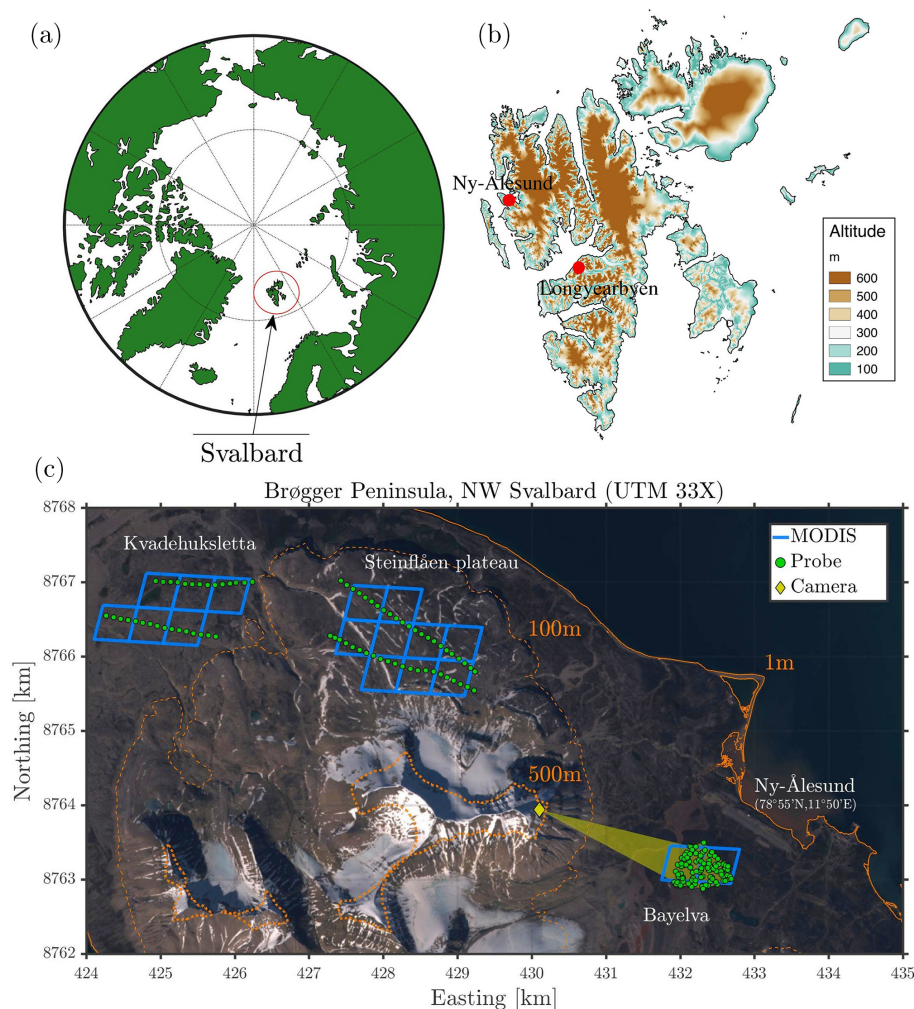 (a)
Svalbard
(b)
Ny-Ålesund
Longyearbyen
Altitude
m
600
500
400
300
200
100
(c)
Brøgger Peninsula, NW Svalbard (UTM 33X)
Kvadehuksletta
Steinflåen plateau
MODIS
Probe
Camera
100m
1m
500m
Ny-Ålesund
(78°55'N,11°50'E)
Bayelva
Northing [km]
8768
8767
8766
8765
8764
8763
8762
424 425 426 427 428 429 430 431 432 433 434 435
Easting [km]